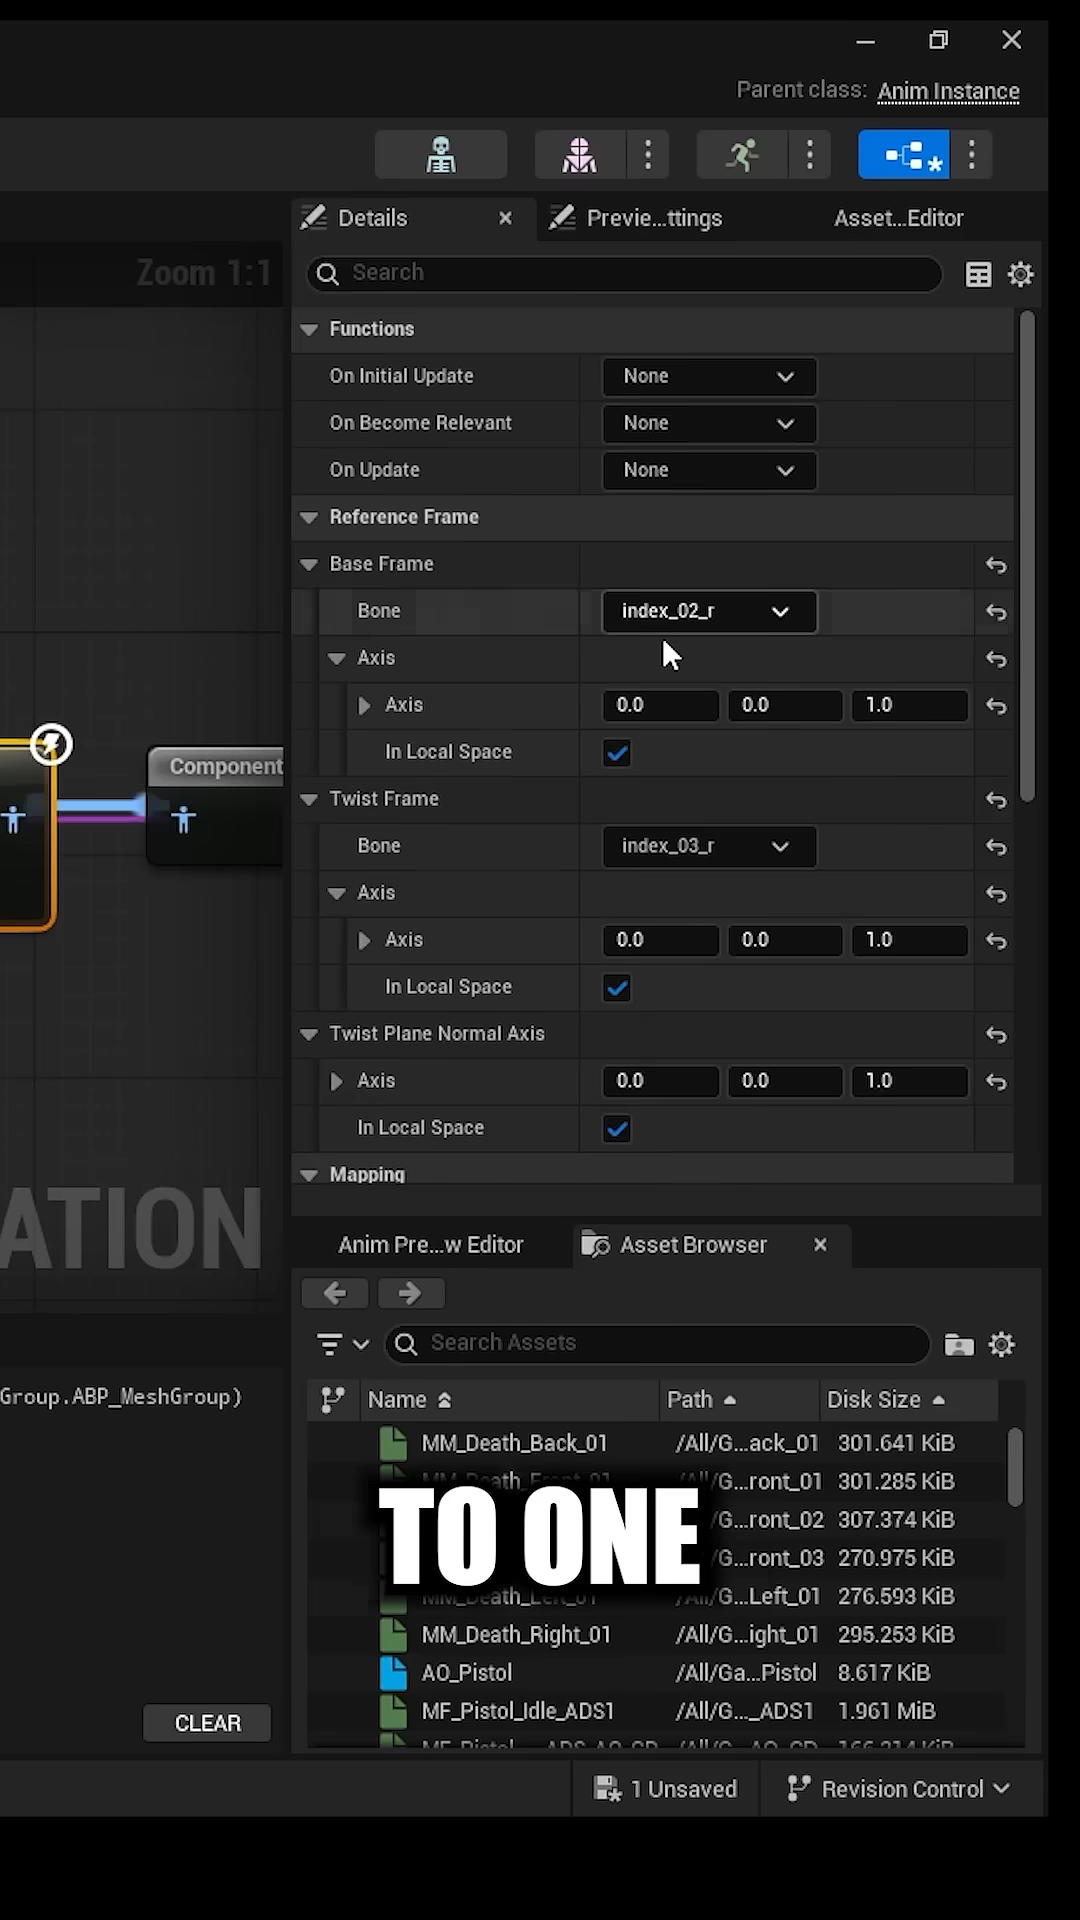 Parent class: Anim Instance
Details
Previe...ttings
Asset...Editor
Zoom 1:1
Search
Functions
On Initial Update None
On Become Relevant None
On Update None
Reference Frame
Base Frame
Bone index_02_r
Axis
Axis 0.0 0.0 1.0
In Local Space
Component
Twist Frame
Bone index_03_r
Axis
Axis 0.0 0.0 1.0
In Local Space
Twist Plane Normal Axis
Axis 0.0 0.0 1.0
In Local Space
Mapping
ATION
Anim Pre...w Editor
Asset Browser
Search Assets
Group.ABP_MeshGroup)
Name Path Disk Size
MM_Death_Back_01 /All/G...ack_01 301.641 KiB
MM_Death_Front_01 /All/G...ront_01 301.285 KiB
/G...ront_02 307.374 KiB
/G...ront_03 270.975 KiB
TO ONE
MM_Death_Left_01 /All/G...Left_01 276.593 KiB
MM_Death_Right_01 /All/G...ight_01 295.253 KiB
AO_Pistol /All/Ga...Pistol 8.617 KiB
MF_Pistol_Idle_ADS1 /All/G..._ADS1 1.961 MiB
CLEAR
1 Unsaved
Revision Control